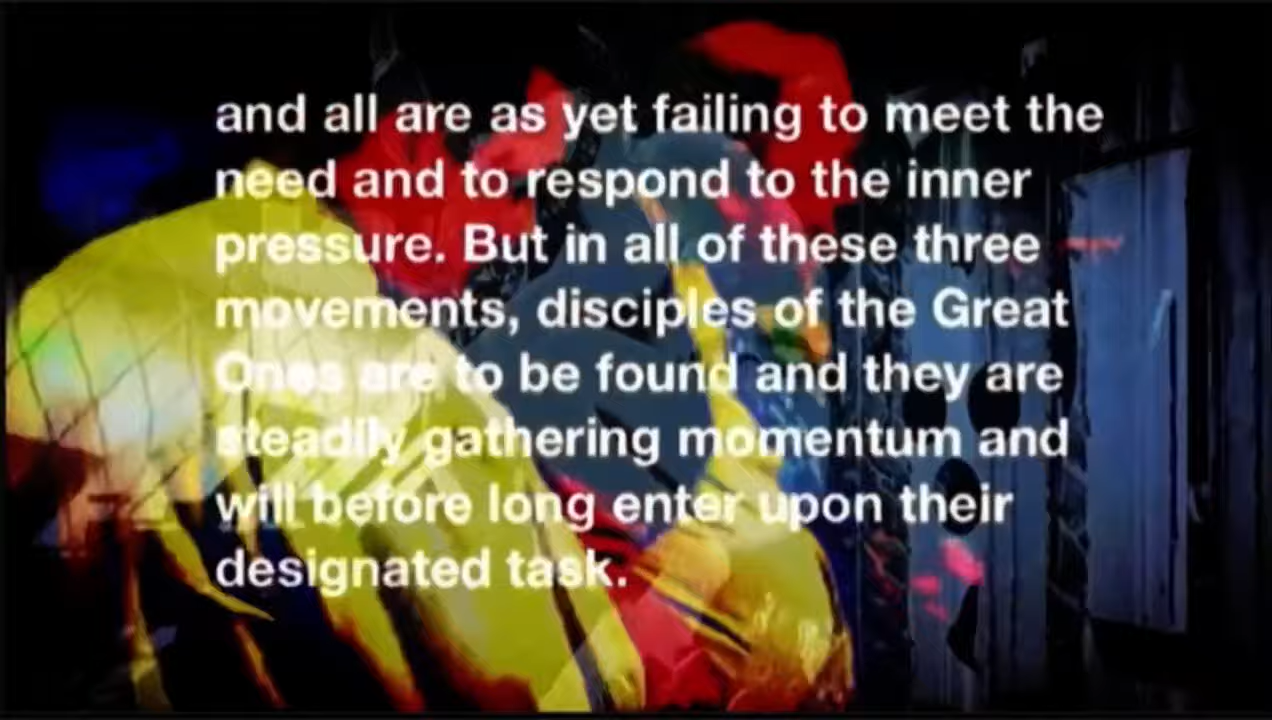 and all are as yet failing to meet the
need and to respond to the inner
pressure. But in all of these three
movements, disciples of the Great
Ones are to be found and they are
steadily gathering momentum and
will before long enter upon their
designated task.